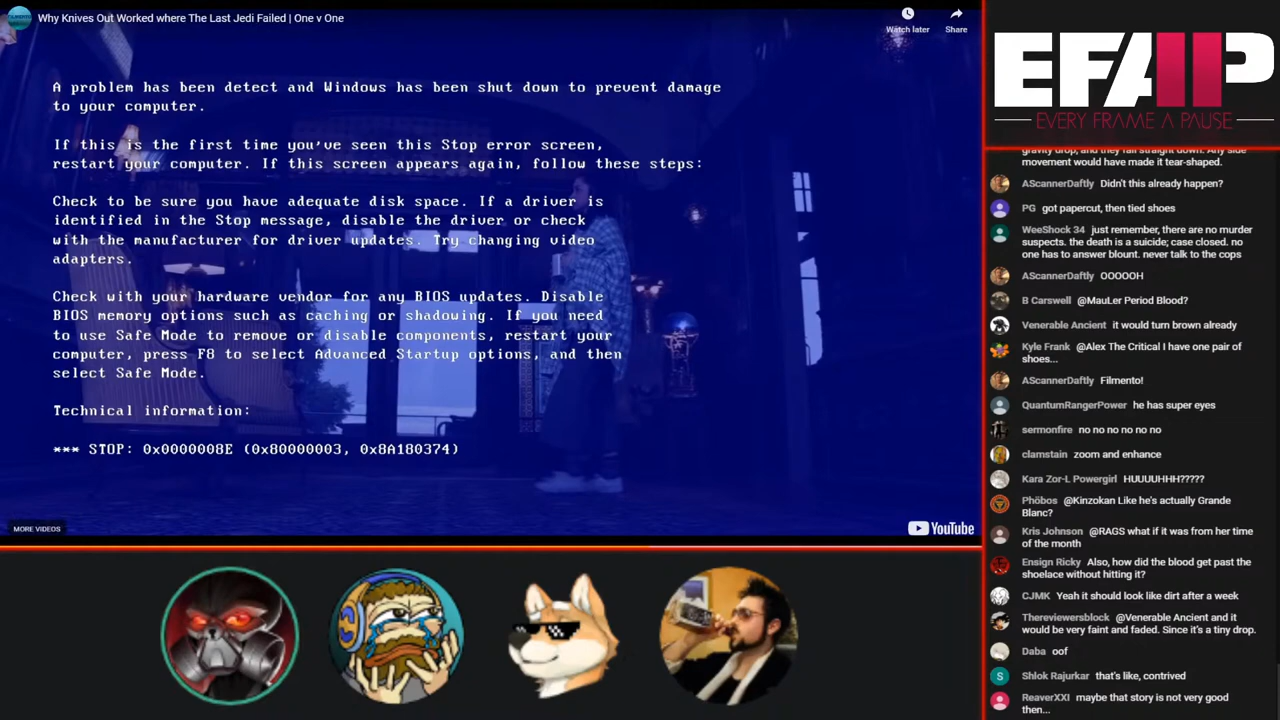 Why Knives Out Worked where The Last Jedi Failed | One v One
Watch later
Share
A problem has been detect and Windows has been shut down to prevent damage
to your computer.
If this is the first time you've seen this Stop error screen,
restart your computer. If this screen appears again, follow these steps:
Check to be sure you have adequate disk space. If a driver is
identified in the Stop message, disable the driver or check
with the manufacturer for driver updates. Try changing video
adapters.
Check with your hardware vendor for any BIOS updates. Disable
BIOS memory options such as caching or shadowing. If you need
to use Safe Mode to remove or disable components, restart your
computer, press F8 to select Advanced Startup options, and then
select Safe Mode.
Technical information:
*** STOP: 0x0000008E (0x80000003, 0x8A180374)
MORE VIDEOS
YouTube
EFAP
EVERY FRAME A PAUSE
gravity drop, and they fall straight down. Any side
movement would have made it tear-shaped.
AScannerDaftly Didn't this already happen?
PG got papercut, then tied shoes
WeeShock 34 just remember, there are no murder
suspects. the death is a suicide; case closed. no
one has to answer blount. never talk to the cops
AScannerDaftly OOOOOH
B Carswell @MauLer Period Blood?
Venerable Ancient it would turn brown already
Kyle Frank @Alex The Critical I have one pair of
shoes...
AScannerDaftly Filmento!
QuantumRangerPower he has super eyes
sermonfire no no no no no no
clamstain zoom and enhance
Kara Zor-L Powergirl HUUUUHHH?????
Phöbos @Kinzokan Like he's actually Grande
Blanc?
Kris Johnson @RAGS what if it was from her time
of the month
Ensign Ricky Also, how did the blood get past the
shoelace without hitting it?
CJMK Yeah it should look like dirt after a week
Thereviewersblock @Venerable Ancient and it
would be very faint and faded. Since it's a tiny drop.
Daba oof
S
Shlok Rajurkar that's like, contrived
ReaverXXI maybe that story is not very good
then...